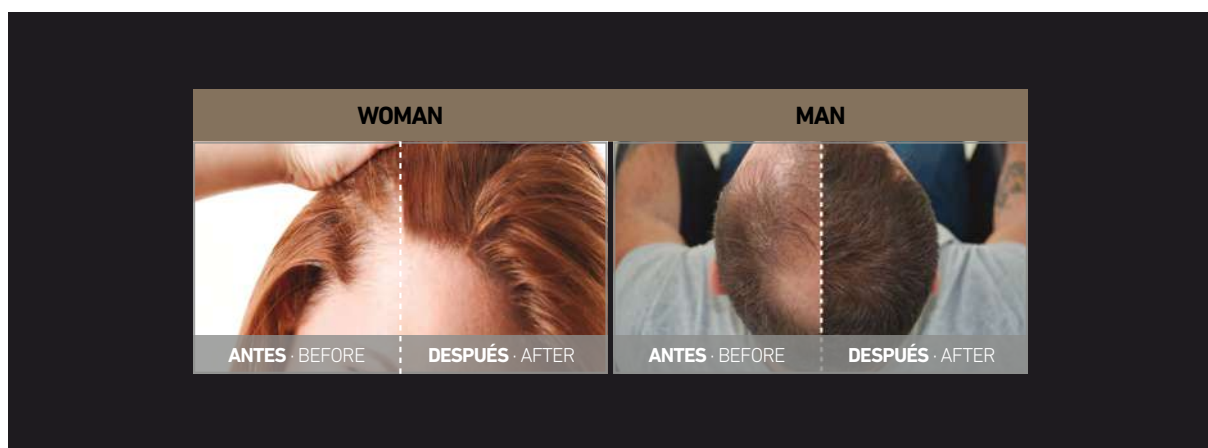 WOMAN
MAN
ANTES · BEFORE
DESPUÉS · AFTER
ANTES · BEFORE
DESPUÉS · AFTER